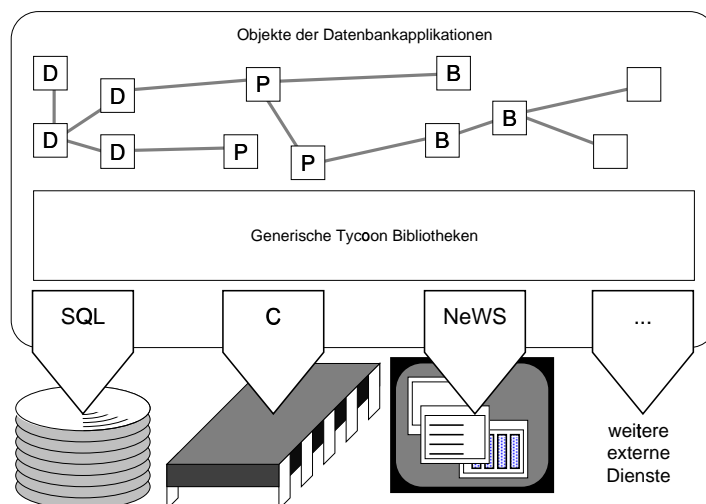 Objekte der Datenbankapplikationen
D
D
P
B
D
D
P
P
B
B
Generische Tycoon Bibliotheken
SQL
C
NeWS
...
weitere
externe
Dienste